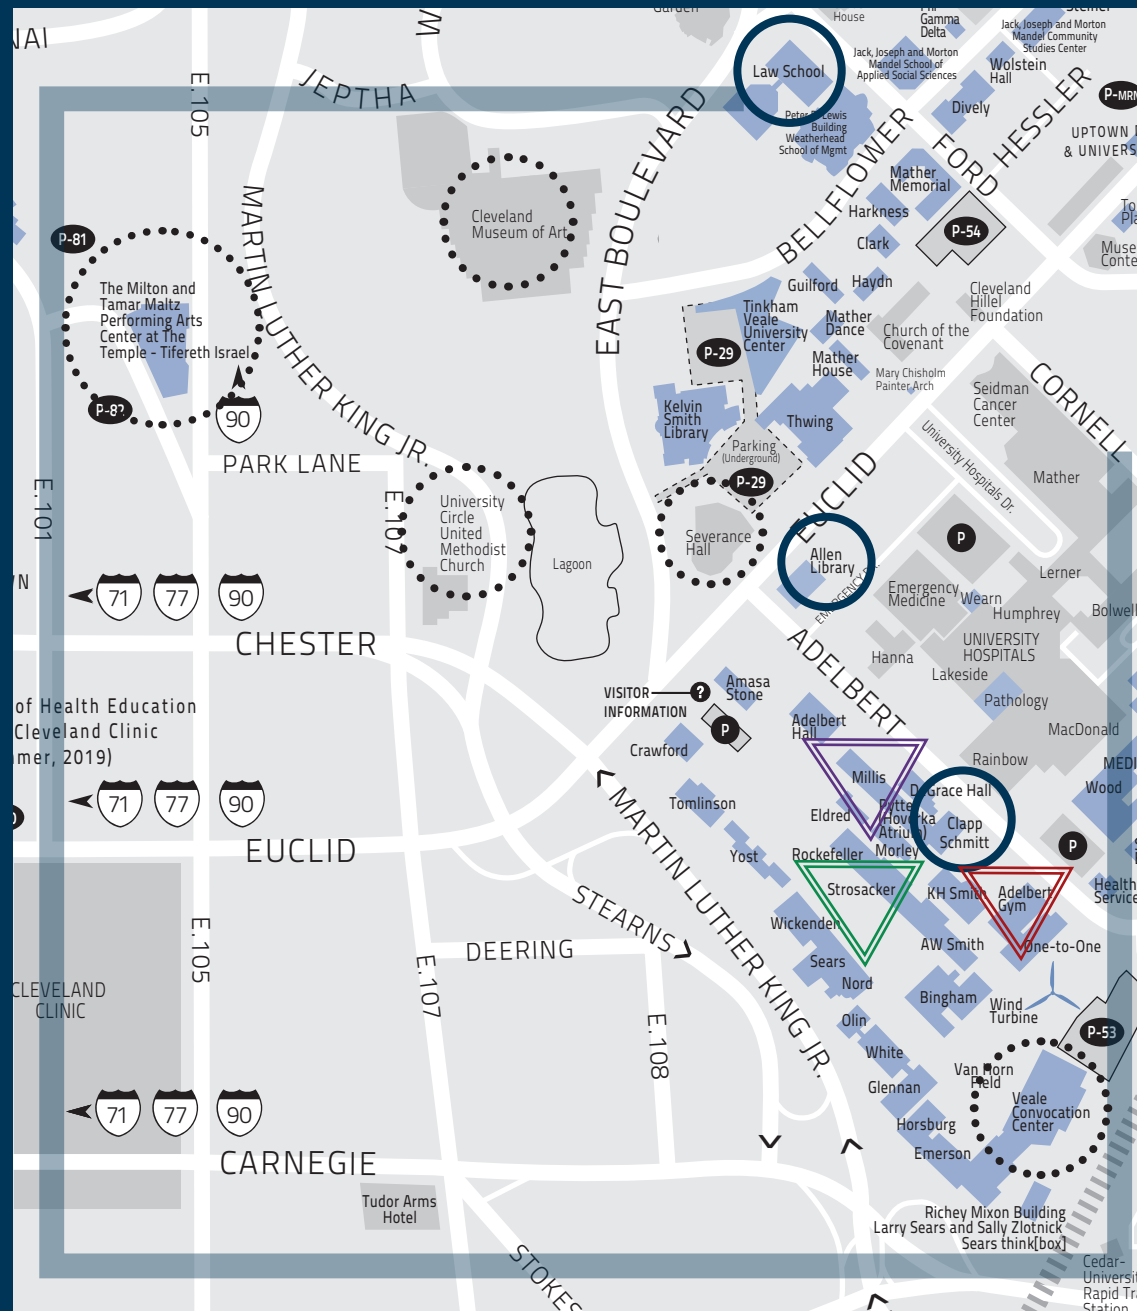 Garden
House
Gamma
Delta
Steiner
Jack, Joseph and Morton
Mandel Community
Studies Center
Law School
Jack, Joseph and Morton
Mandel School of
Applied Social Sciences
Wolstein
Hall
Dively
HESSLER
P-MRM
UPTOWN
& UNIVERS
Peter B Lewis
Building
Weatherhead
School of Mgmt
FORD
BELLFLOWER
Mather
Memorial
Harkness
P-54
Clark
Guilford
Haydn
Cleveland
Hillel
Foundation
NAI
E. 105
JEPTHA
M
EAST BOULEVARD
MARTIN LUTHER KING JR.
Cleveland
Museum of Art
P-81
The Milton and
Tamar Maltz
Performing Arts
Center at The
Temple - Tifereth Israel
P-82
90
PARK LANE
Tinkham
Veale
University
Center
P-29
Mather
Dance
Church of the
Covenant
Mather
House
Mary Chisholm
Painter Arch
CORNELL
Seidman
Cancer
Center
Kelvin
Smith
Library
Thwing
Parking
(Underground)
P-29
University Hospitals Dr.
Mather
EUCLID
E. 101
E. 107
University
Circle
United
Methodist
Church
Lagoon
Severance
Hall
Allen
Library
EMERGENCY DR.
P
Emergency
Medicine
Wearn
Lerner
Humphrey
Bolwell
UNIVERSITY
HOSPITALS
Hanna
Lakeside
Pathology
MacDonald
Rainbow
71
77
90
CHESTER
ADELBERT
VISITOR
INFORMATION
?
Amasa
Stone
P
Crawford
Adelbert
Hall
of Health Education
Cleveland Clinic
mmer, 2019)
71
77
90
EUCLID
Millis
DeGrace Hall
Tomlinson
Eldred
(Hovorka
Atrium)
Clapp
Schmitt
MEDI
Wood
P
Yost
Rockefeller
Morley
Strosacker
KH Smith
Adelbert
Gym
Health
Service
MARTIN LUTHER KING JR.
STEARNS
DEERING
E. 105
E. 107
E. 108
CLEVELAND
CLINIC
Wickenden
AW Smith
One-to-One
Sears
Nord
Bingham
Wind
Turbine
P-53
Olin
White
Van Horn
Field
Glennan
Veale
Convocation
Center
Horsburg
Emerson
71
77
90
CARNEGIE
Tudor Arms
Hotel
STOKES
Richey Mixon Building
Larry Sears and Sally Zlotnick
Sears think[box]
Cedar-
Universit
Rapid Tra
Station